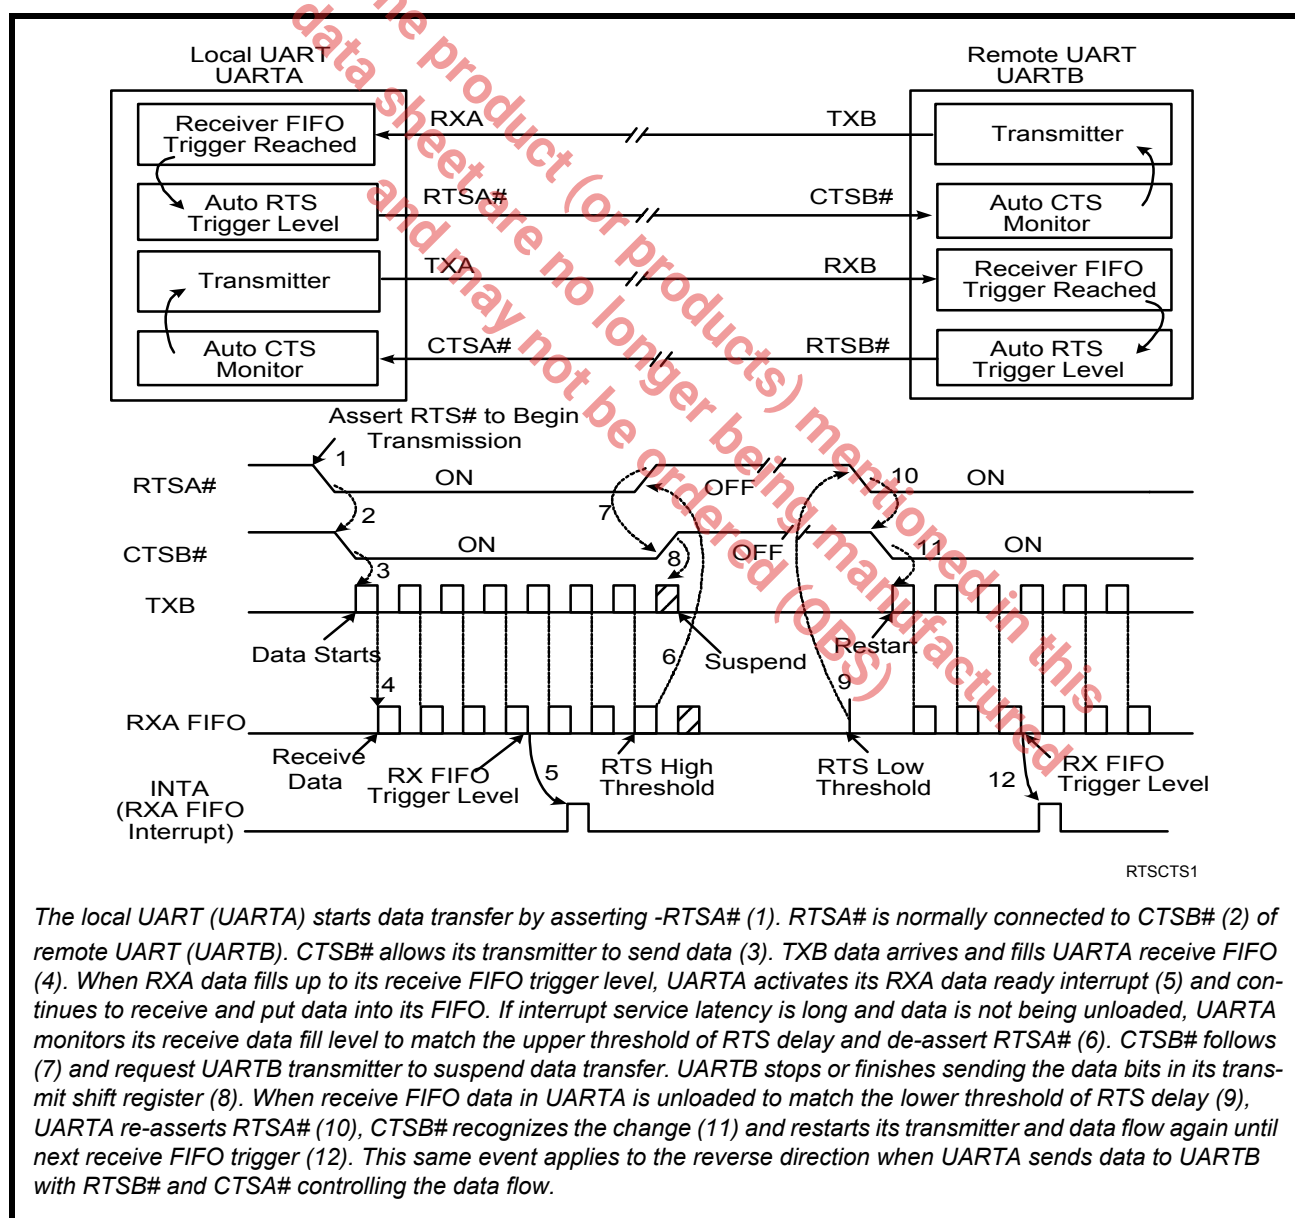 Local UART
UARTA
Remote UART
UARTB
Receiver FIFO
Trigger Reached
RXA
TXB
Transmitter
Auto RTS
Trigger Level
RTSA#
CTSB#
Auto CTS
Monitor
Transmitter
TXA
RXB
Receiver FIFO
Trigger Reached
Auto CTS
Monitor
CTSA#
RTSB#
Auto RTS
Trigger Level
Assert RTS# to Begin
Transmission
RTSA#
1
ON
7
OFF
10
ON
2
CTSB#
3
ON
8
OFF
11
ON
TXB
Data Starts
4
6
Suspend
9
Restart
RXA FIFO
Receive
Data
RX FIFO
Trigger Level
5
RTS High
Threshold
RTS Low
Threshold
12
RX FIFO
Trigger Level
INTA
(RXA FIFO
Interrupt)
RTSCTS1
The local UART (UARTA) starts data transfer by asserting -RTSA# (1). RTSA# is normally connected to CTSB# (2) of
remote UART (UARTB). CTSB# allows its transmitter to send data (3). TXB data arrives and fills UARTA receive FIFO
(4). When RXA data fills up to its receive FIFO trigger level, UARTA activates its RXA data ready interrupt (5) and con-
tinues to receive and put data into its FIFO. If interrupt service latency is long and data is not being unloaded, UARTA
monitors its receive data fill level to match the upper threshold of RTS delay and de-assert RTSA# (6). CTSB# follows
(7) and request UARTB transmitter to suspend data transfer. UARTB stops or finishes sending the data bits in its trans-
mit shift register (8). When receive FIFO data in UARTA is unloaded to match the lower threshold of RTS delay (9),
UARTA re-asserts RTSA# (10), CTSB# recognizes the change (11) and restarts its transmitter and data flow again until
next receive FIFO trigger (12). This same event applies to the reverse direction when UARTA sends data to UARTB
with RTSB# and CTSA# controlling the data flow.
product (or products) mentioned in this
data sheet are no longer being manufactured
and may not be ordered (OBS)